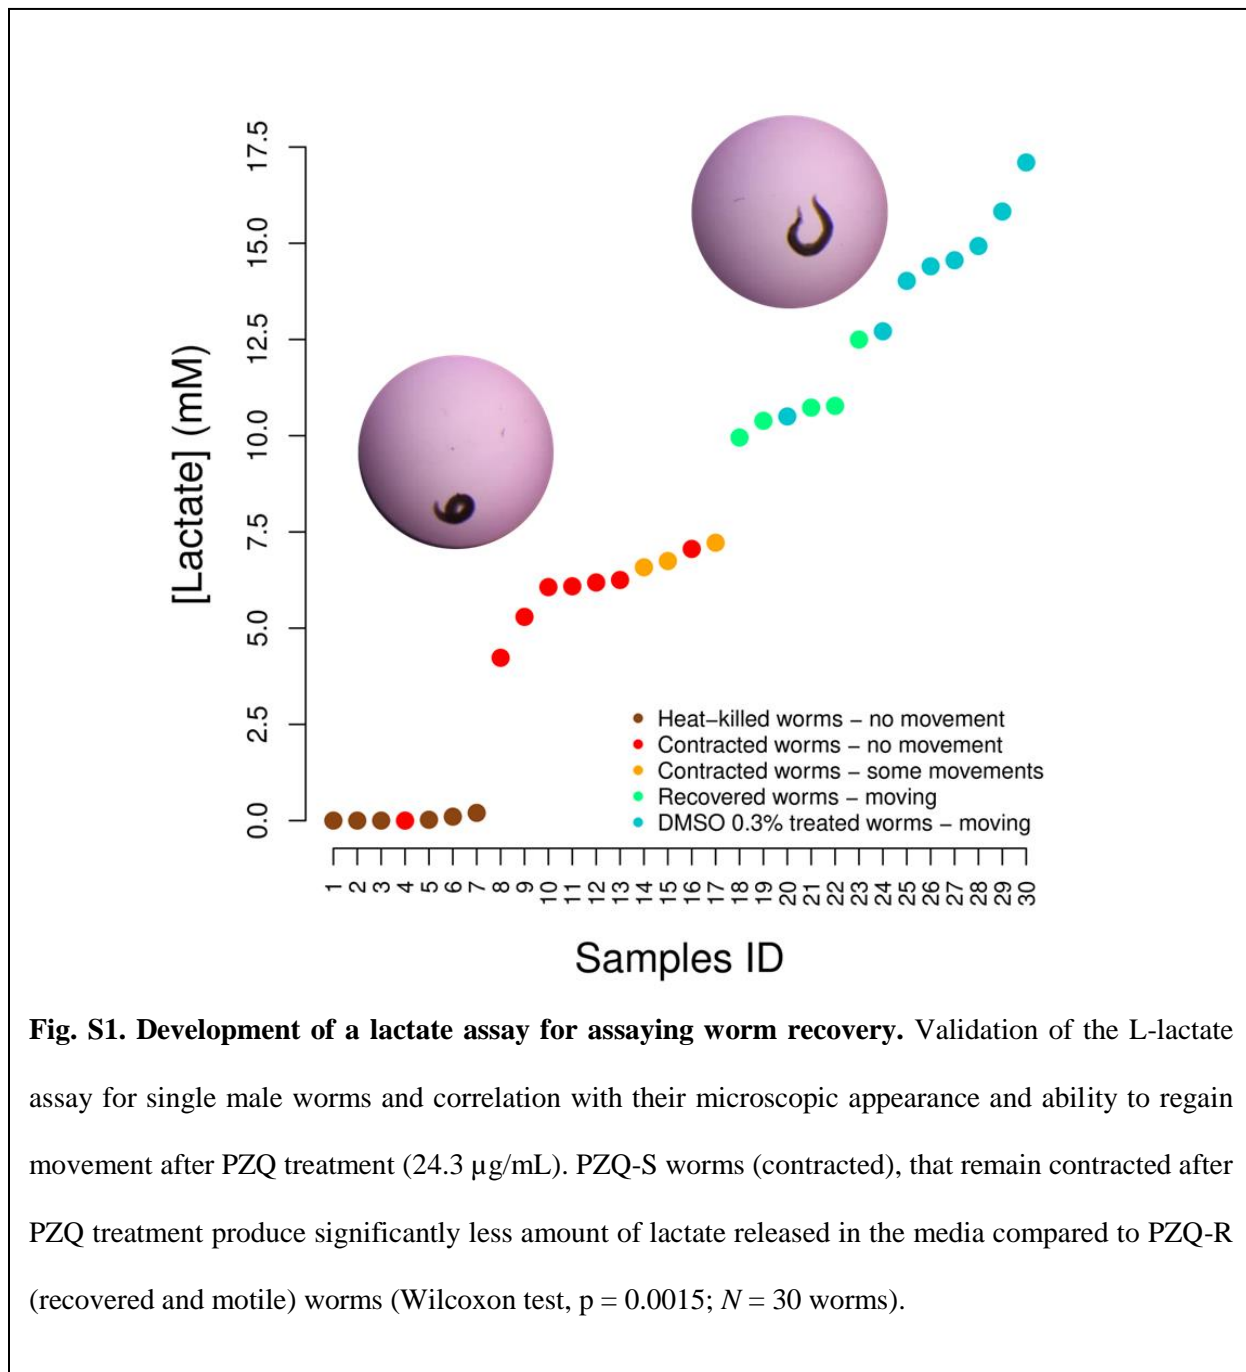 17.5
15.0
12.5
10.0
7.5
5.0
2.5
0.0
[Lactate] (mM)
Heat−killed worms − no movement
Contracted worms − no movement
Contracted worms − some movements
Recovered worms − moving
DMSO 0.3% treated worms − moving
1 2 3 4 5 6 7 8 9 10 11 12 13 14 15 16 17 18 19 20 21 22 23 24 25 26 27 28 29 30
Samples ID
Fig. S1. Development of a lactate assay for assaying worm recovery. Validation of the L-lactate
assay for single male worms and correlation with their microscopic appearance and ability to regain
movement after PZQ treatment (24.3 µg/mL). PZQ-S worms (contracted), that remain contracted after
PZQ treatment produce significantly less amount of lactate released in the media compared to PZQ-R
(recovered and motile) worms (Wilcoxon test, p = 0.0015; N = 30 worms).